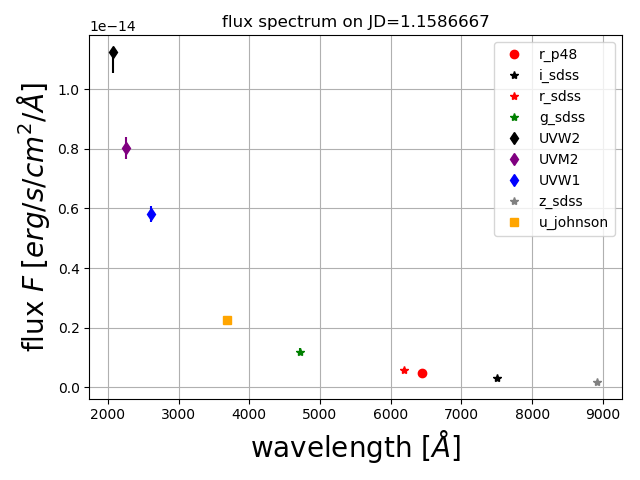 flux spectrum on JD=1.1586667
1e−14
r_p48
i_sdss
r_sdss
g_sdss
UVW2
UVM2
UVW1
z_sdss
u_johnson
1.0
0.8
0.6
0.4
0.2
0.0
flux F [erg/s/cm²/Å]
2000 3000 4000 5000 6000 7000 8000 9000
wavelength [Å]